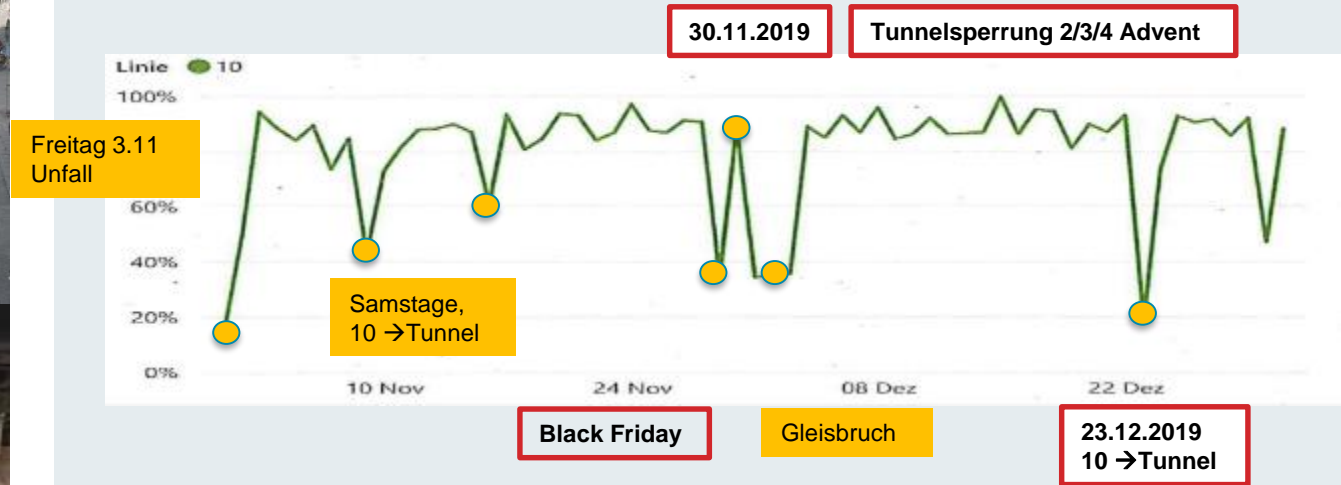 30.11.2019
Tunnelsperrung 2/3/4 Advent
Linie 10
100%
Freitag 3.11
Unfall
60%
40%
Samstage,
10 →Tunnel
20%
0%
10 Nov
24 Nov
08 Dez
22 Dez
Black Friday
Gleisbruch
23.12.2019
10 →Tunnel